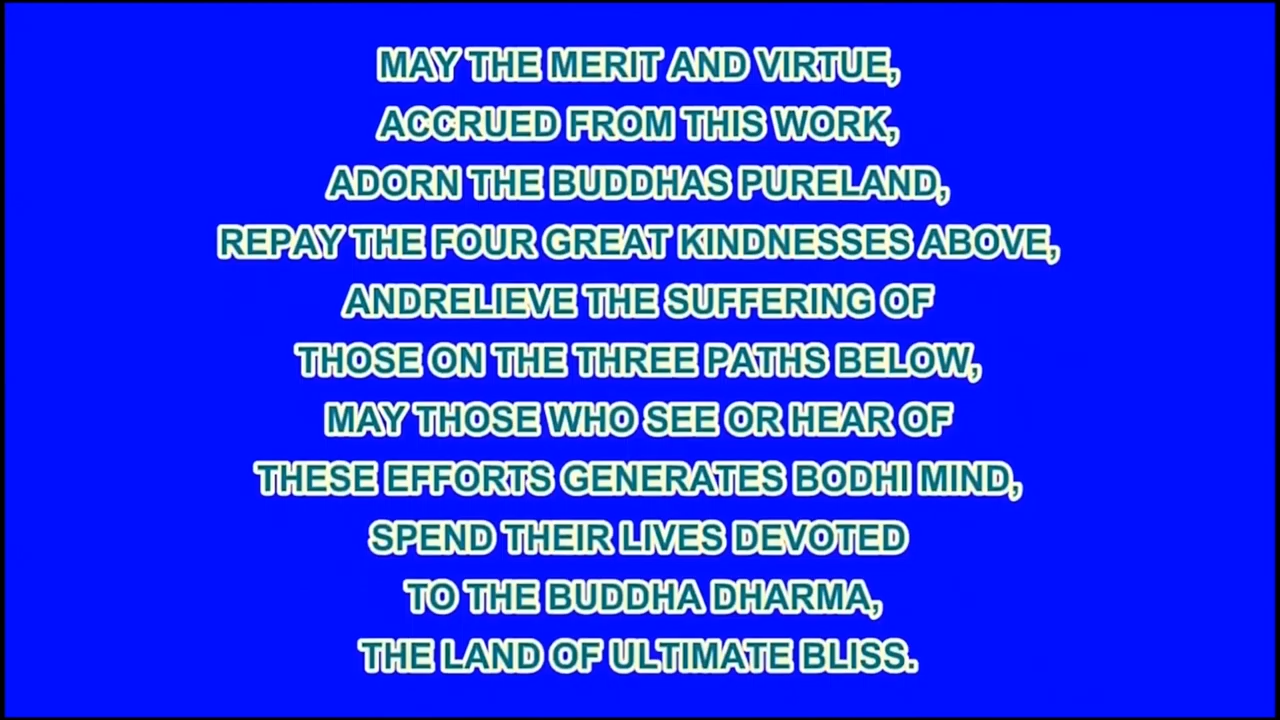 MAY THE MERIT AND VIRTUE,
ACCRUED FROM THIS WORK,
ADORN THE BUDDHAS PURELAND,
REPAY THE FOUR GREAT KINDNESSES ABOVE,
ANDRELIEVE THE SUFFERING OF
THOSE ON THE THREE PATHS BELOW,
MAY THOSE WHO SEE OR HEAR OF
THESE EFFORTS GENERATES BODHI MIND,
SPEND THEIR LIVES DEVOTED
TO THE BUDDHA DHARMA,
THE LAND OF ULTIMATE BLISS.